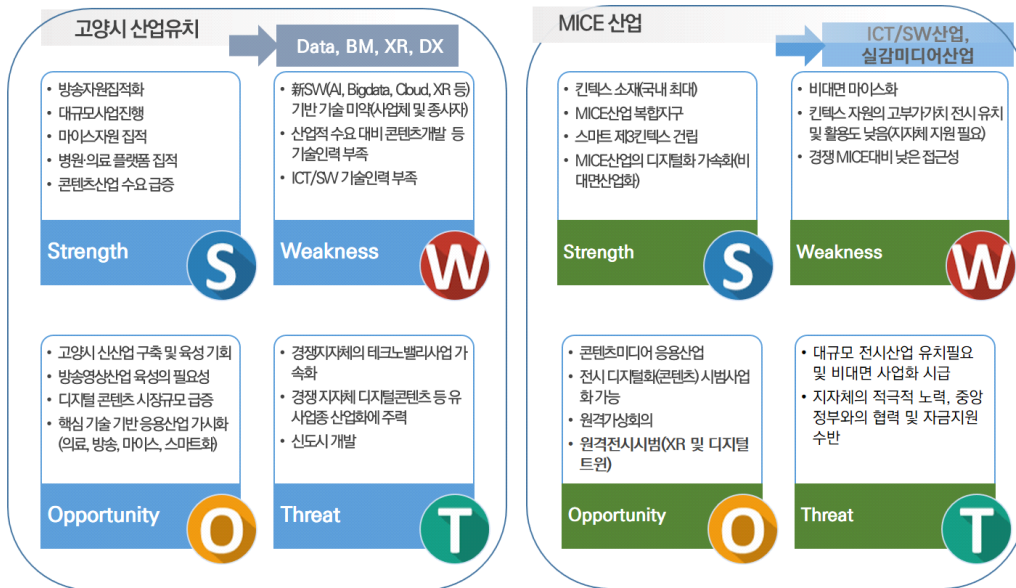 고양시 산업유치
Data, BM, XR, DX
• 방송자원집적화
• 대규모사업진행
• 마이스자원 집적
• 병원·의료 플랫폼 집적
• 콘텐츠산업 수요 급증
Strength
S
• 新SW(AI, Bigdata, Cloud, XR 등)
기반 기술 미약(사업체 및 종사자)
• 산업적 수요 대비 콘텐츠개발 등
기술인력 부족
• ICT/SW 기술인력 부족
Weakness
W
• 고양시 신산업 구축 및 육성 기회
• 방송영상산업 육성의 필요성
• 디지털 콘텐츠 시장규모 급증
• 핵심 기술 기반 응용산업 가시화
(의료, 방송, 마이스, 스마트화)
Opportunity
O
• 경쟁지자체의 테크노밸리사업 가
속화
• 경쟁 지자체 디지털콘텐츠 등 유
사업종 산업화에 주력
• 신도시 개발
Threat
T
MICE 산업
ICT/SW산업,
실감미디어산업
• 킨텍스 소재(국내 최대)
• MICE산업 복합지구
• 스마트 제3킨텍스 건립
• MICE산업의 디지털화 가속화(비
대면산업화)
Strength
S
• 비대면 마이스화
• 킨텍스 자원의 고부가가치 전시 유치
및 활용도 낮음(지자체 지원 필요)
• 경쟁 MICE대비 낮은 접근성
Weakness
W
• 콘텐츠미디어 응용산업
• 전시 디지털화(콘텐츠) 시범사업
화 가능
• 원격가상회의
• 원격전시시범(XR 및 디지털
트윈)
Opportunity
O
• 대규모 전시산업 유치필요
및 비대면 사업화 시급
• 지자체의 적극적 노력, 중앙
정부와의 협력 및 자금지원
수반
Threat
T